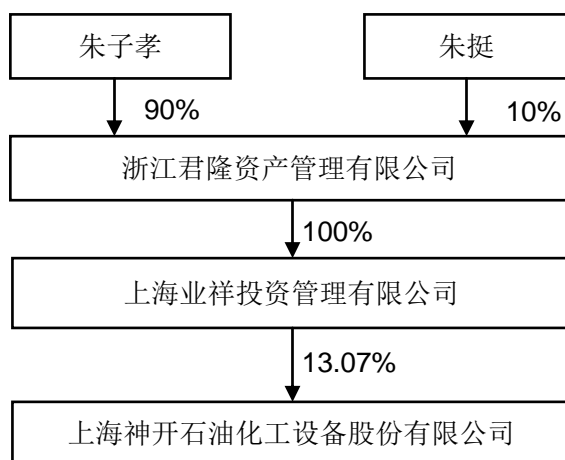 朱子孝
朱挺
90%
10%
浙江君隆资产管理有限公司
100%
上海业祥投资管理有限公司
13.07%
上海神开石油化工设备股份有限公司